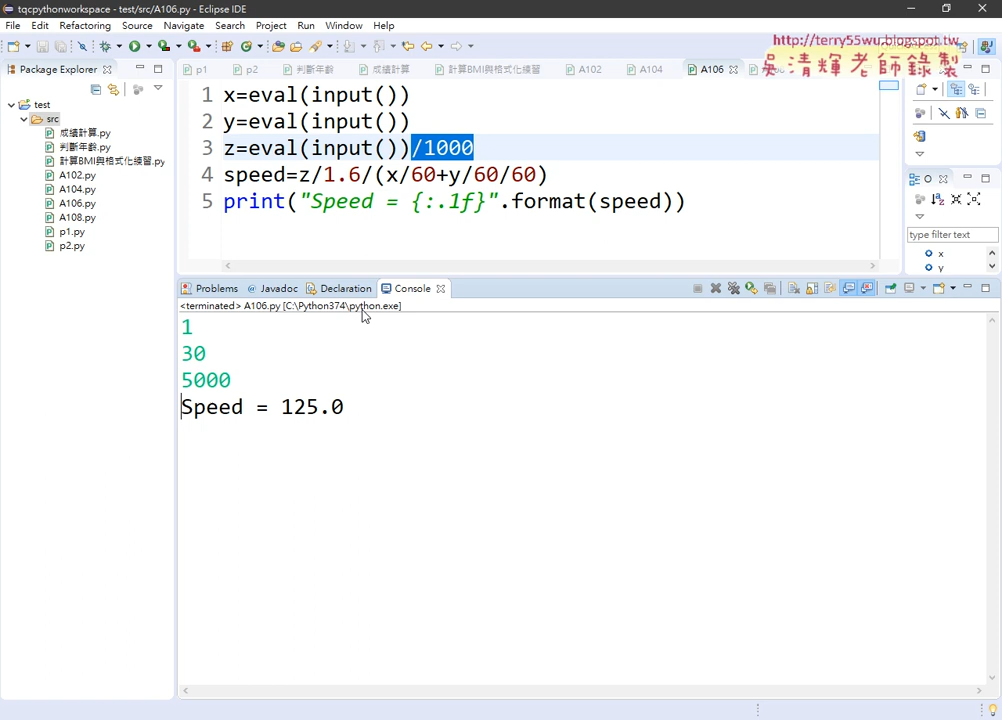 tqcpythonworkspace - test/src/A106.py - Eclipse IDE
File Edit Refactoring Source Navigate Search Project Run Window Help
http://terry55wu.blogspot.tw
吳清輝老師錄製
Package Explorer
p1 p2 判斷年齡 成績計算 計算BMI與格式化練習 A102 A104 A106
test
src
成績計算.py
判斷年齡.py
計算BMI與格式化練習.py
A102.py
A104.py
A106.py
A108.py
p1.py
p2.py
1 x=eval(input())
2 y=eval(input())
3 z=eval(input())/1000
4 speed=z/1.6/(x/60+y/60/60)
5 print("Speed = {:.1f}".format(speed))
type filter text
x
y
Problems @ Javadoc Declaration Console
<terminated> A106.py [C:\Python374\python.exe]
1
30
5000
Speed = 125.0